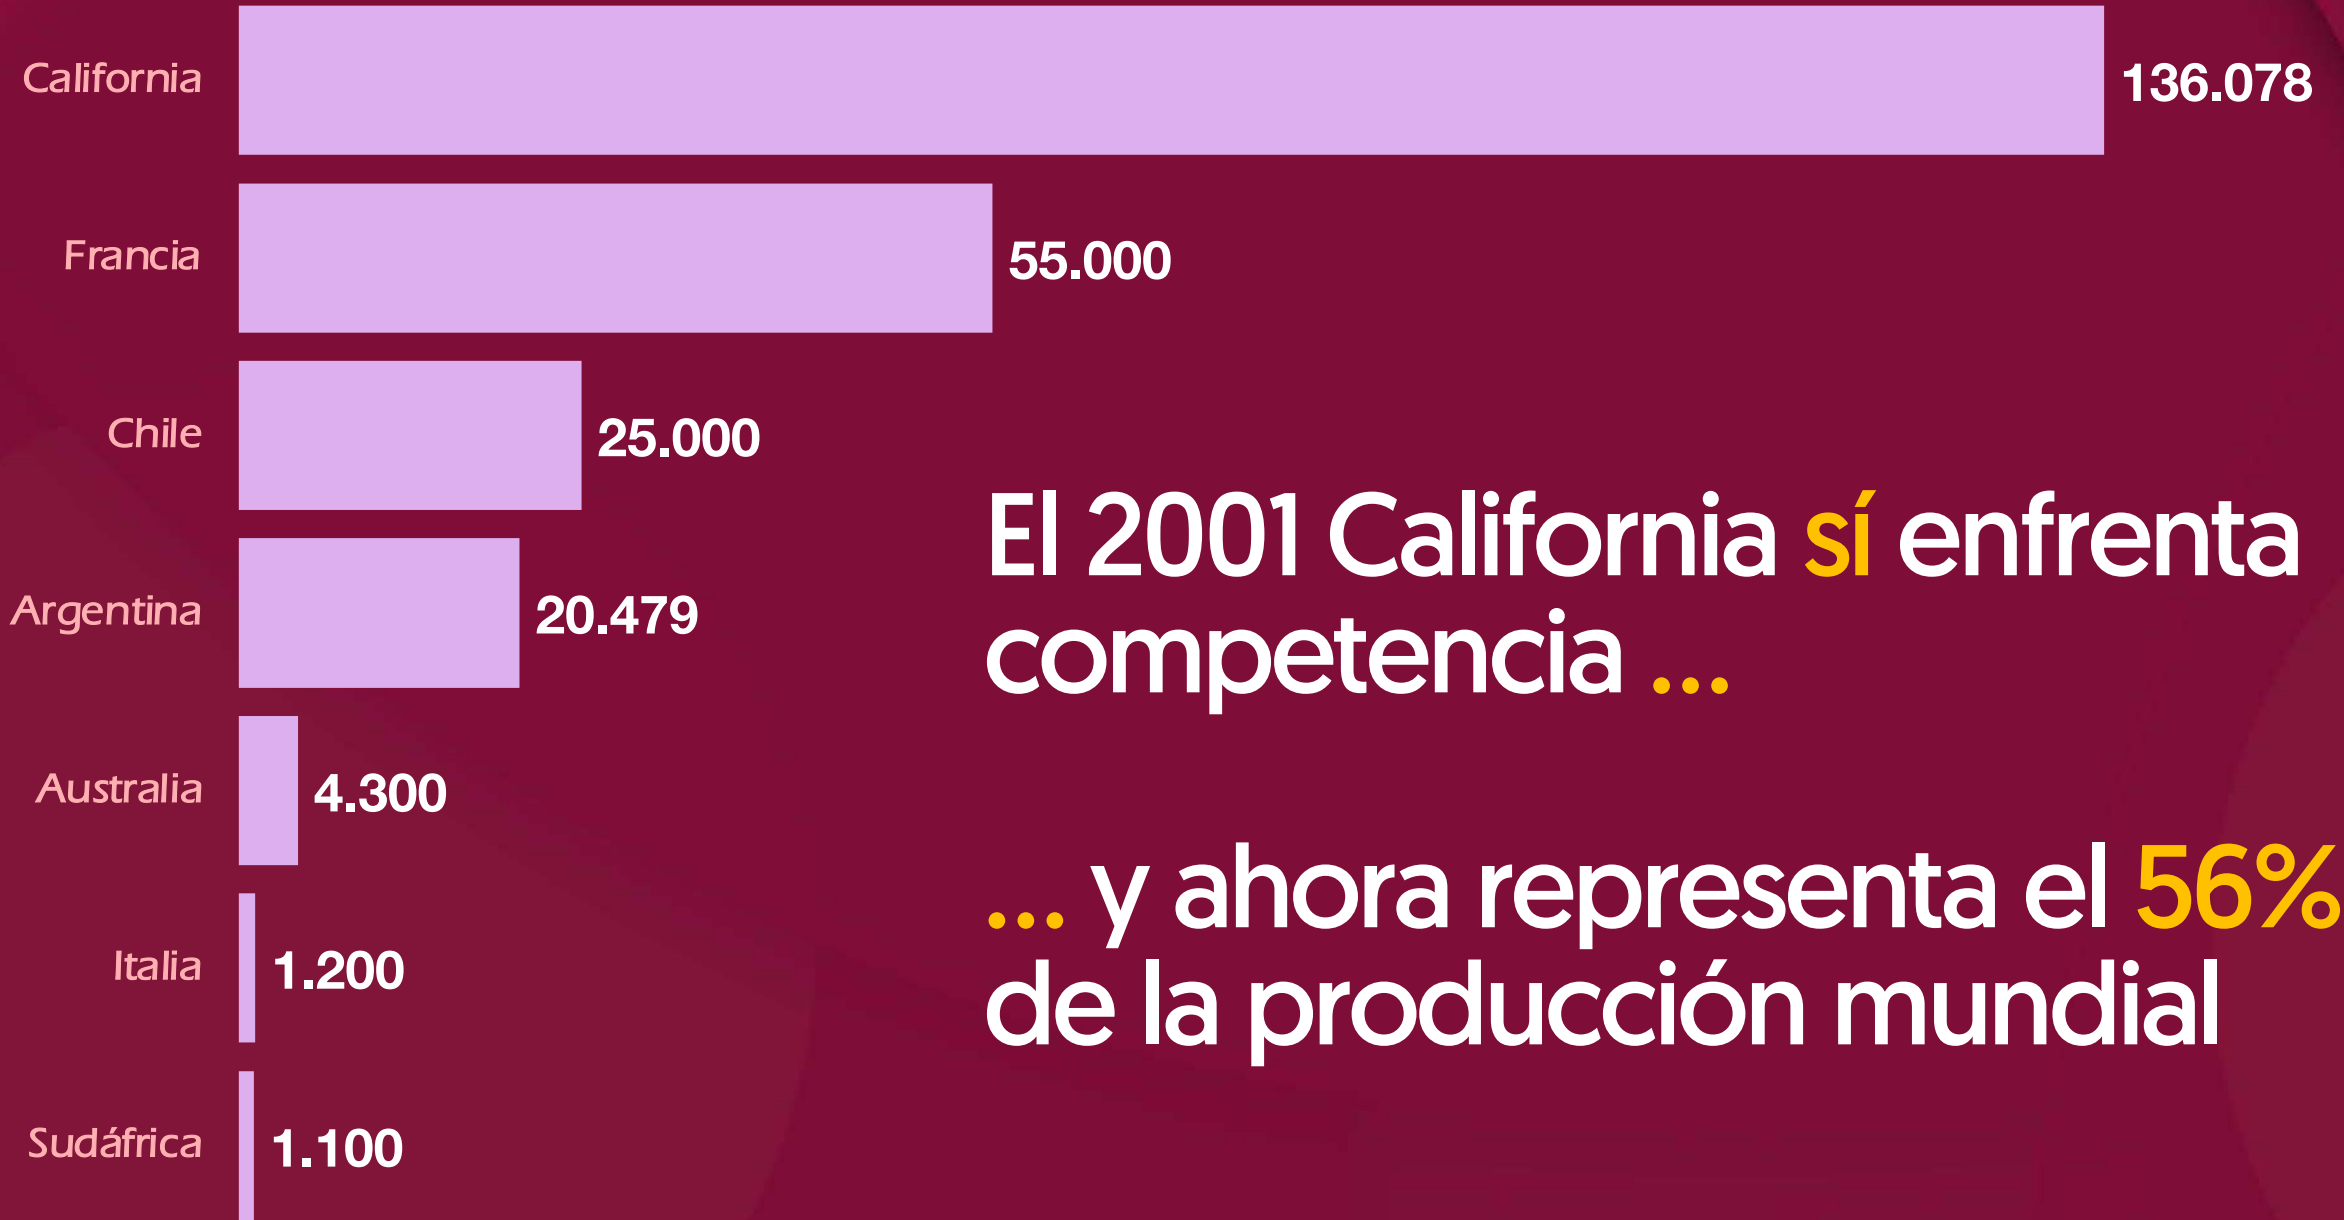 California
136.078
Francia
55.000
Chile
25.000
Argentina
20.479
Australia
4.300
Italia
1.200
Sudáfrica
1.100
El 2001 California sí enfrenta
competencia ...
... y ahora representa el 56%
de la producción mundial